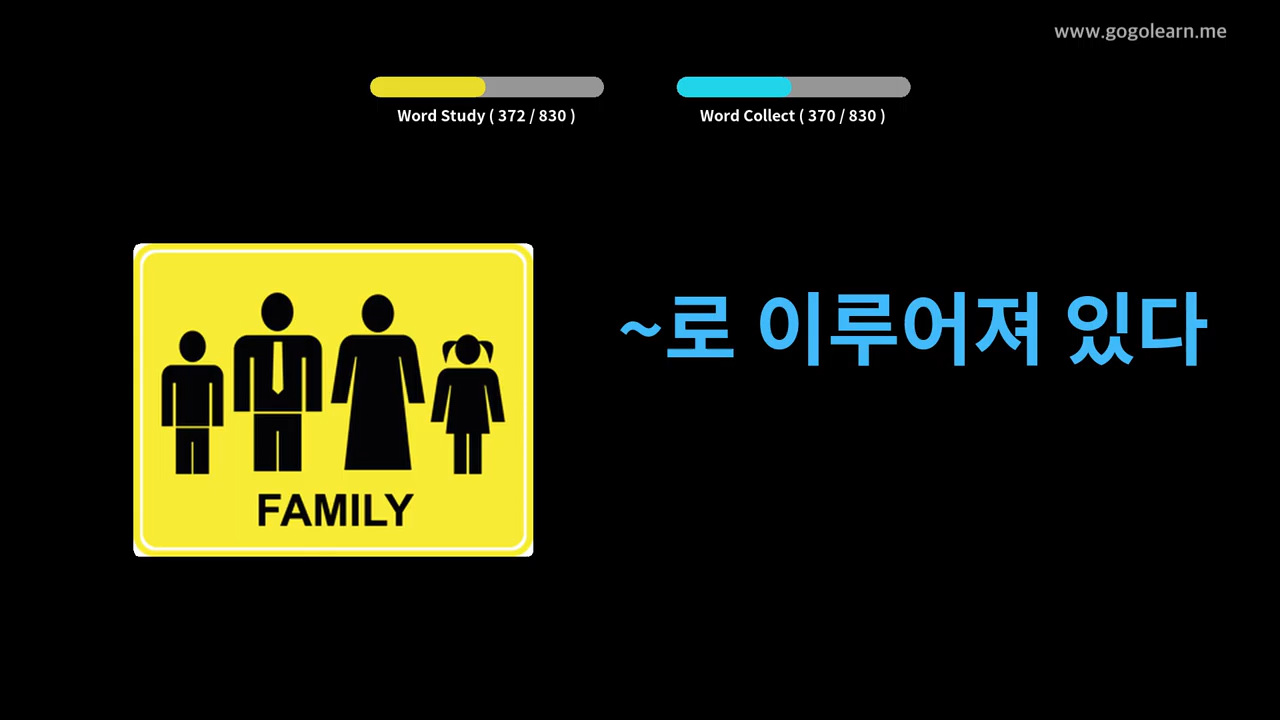 www.gogolearn.me
Word Study ( 372 / 830 )
Word Collect ( 370 / 830 )
~로 이루어져 있다
FAMILY